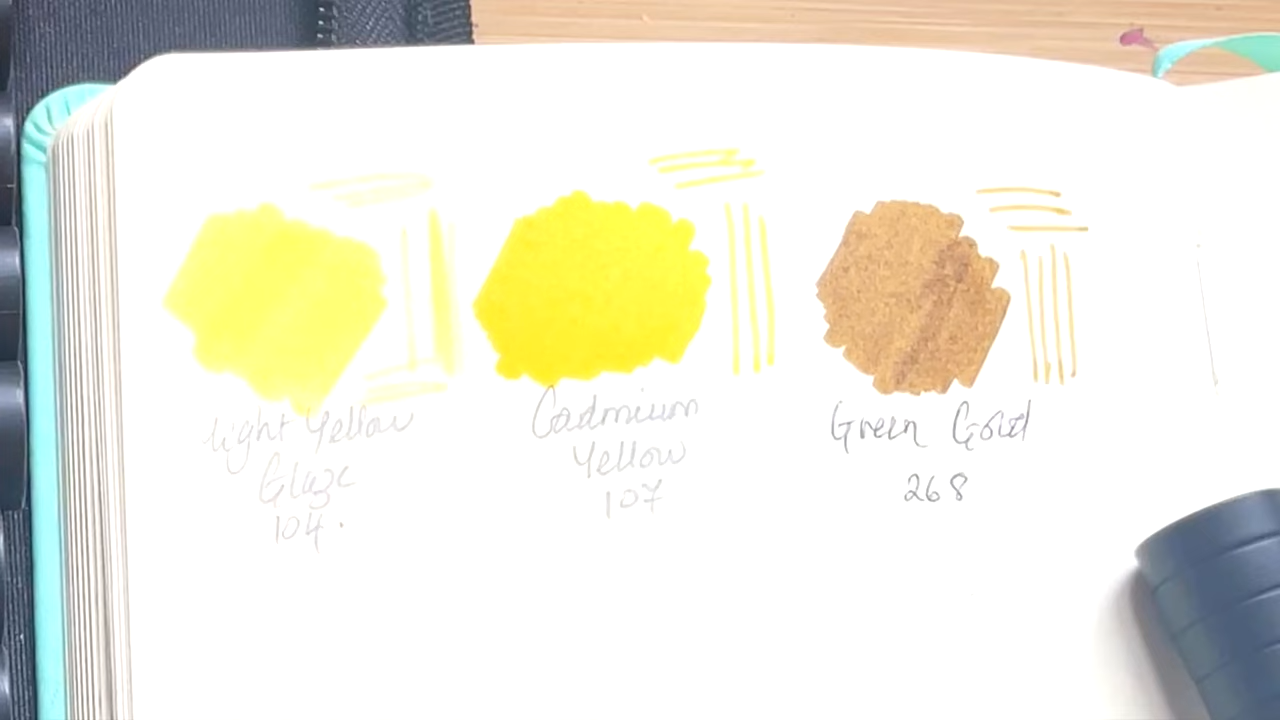 light Yellow
Glaze
104.
Cadmium
Yellow
107
Green Gold
268